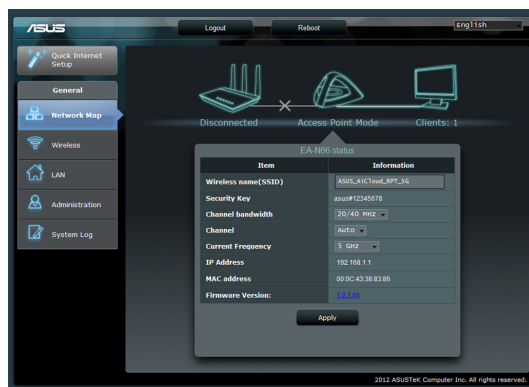 ASUS
Logout
Reboot
English
Quick Internet
Setup
General
Network Map
Wireless
LAN
Administration
System Log
Disconnected
Access Point Mode
Clients: 1
EA-N66 status
Item Information
Wireless name(SSID) ASUS_AiCloud_RPT_5G
Security Key asus#12345678
Channel bandwidth 20/40 MHz
Channel Auto
Current Frequency 5 GHz
IP Address 192.168.1.1
MAC address 00:0C:43:38:83:86
Firmware Version:
Apply
2012 ASUSTeK Computer Inc. All rights reserved.